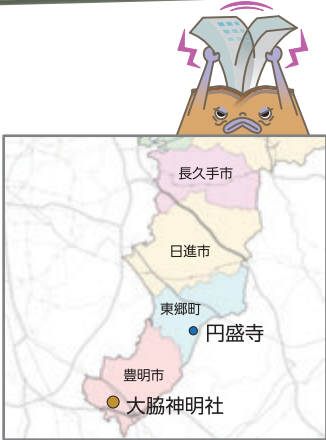 長久手市
日進市
東郷町
円盛寺
豊明市
大脇神明社